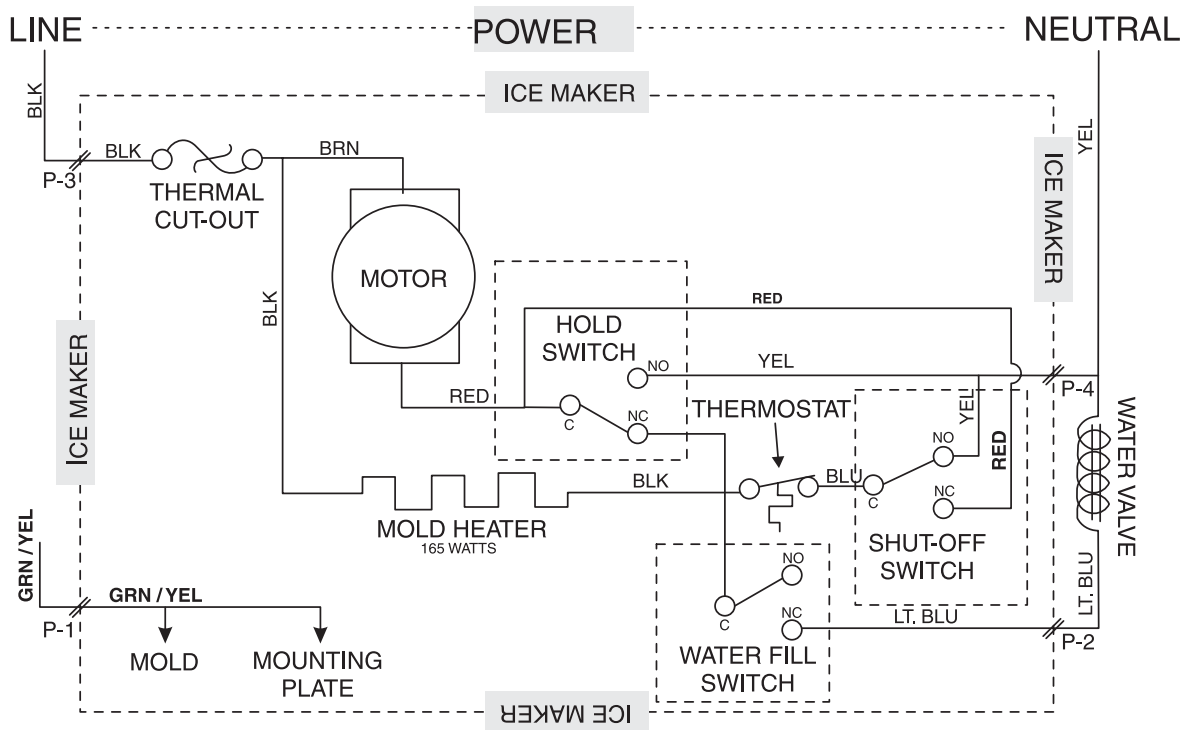 LINE
POWER
NEUTRAL
BLK
ICE MAKER
YEL
BLK
BRN
P-3
THERMAL
CUT-OUT
ICE MAKER
MOTOR
BLK
RED
HOLD
SWITCH
NO
YEL
P-4
ICE MAKER
RED
C
NC
THERMOSTAT
YEL
RED
WATER VALVE
NO
BLK
BLU
C
NC
MOLD HEATER
165 WATTS
SHUT-OFF
SWITCH
GRN / YEL
GRN / YEL
NO
LT. BLU
C
NC
LT. BLU
P-1
P-2
MOLD
MOUNTING
PLATE
WATER FILL
SWITCH
ICE MAKER